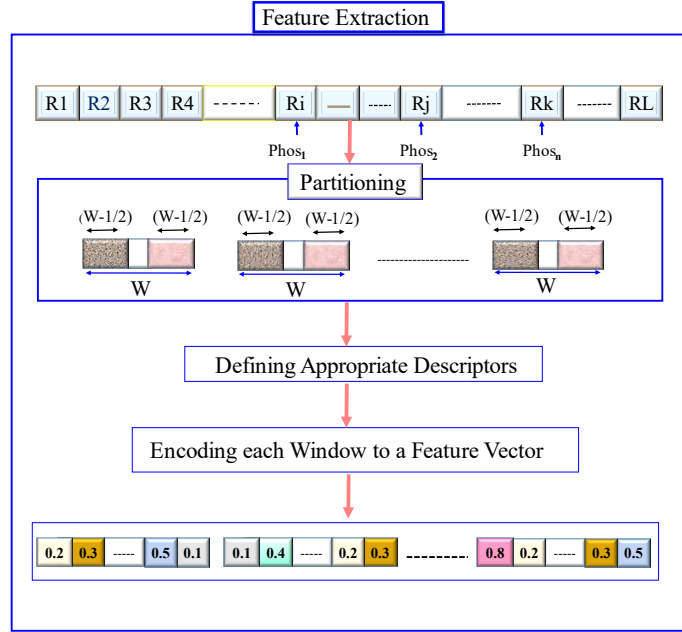 Feature Extraction
R1 R2 R3 R4 ------ Ri — ----- Rj ------- Rk ------- RL
Phos1 Phos2 Phosn
Partitioning
(W-1/2) (W-1/2) (W-1/2) (W-1/2) (W-1/2) (W-1/2)
W W W
Defining Appropriate Descriptors
Encoding each Window to a Feature Vector
0.2 0.3 ----- 0.5 0.1 0.1 0.4 ----- 0.2 0.3 ---------- 0.8 0.2 ----- 0.3 0.5